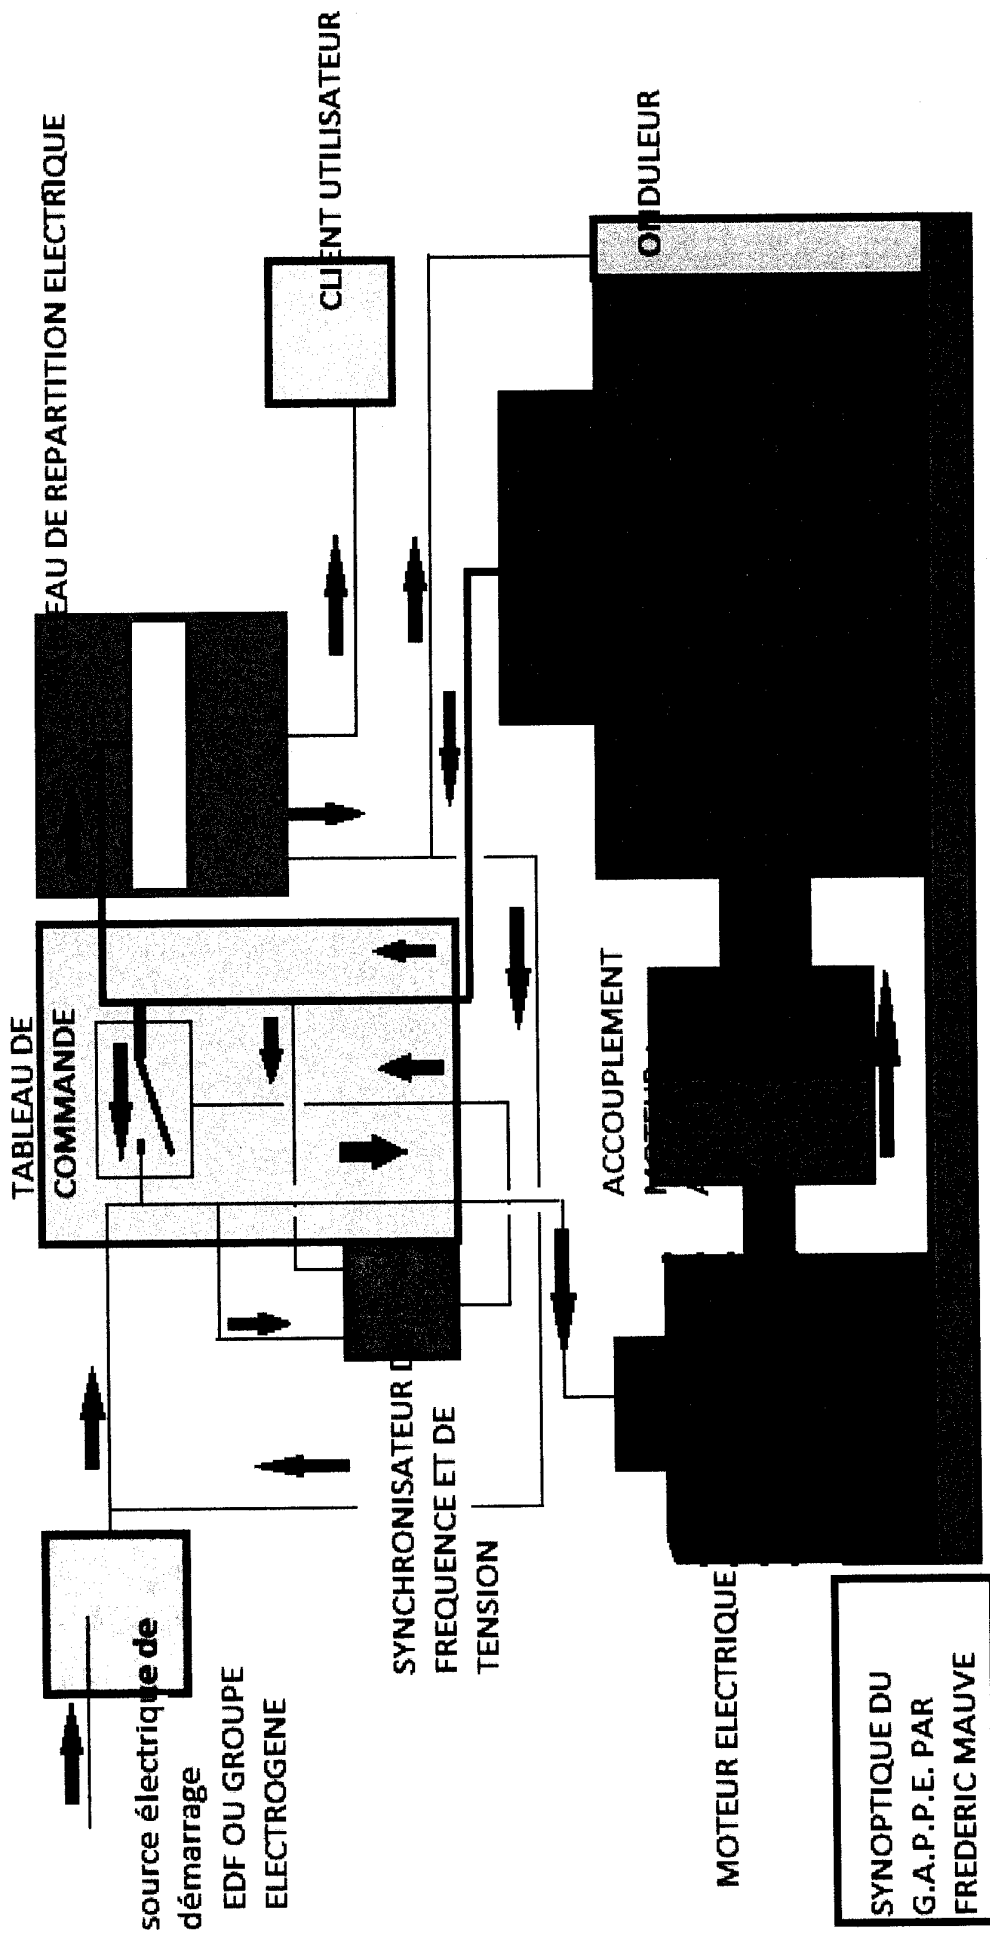 source électrique de
démarrage
EDF OU GROUPE
ELECTROGENE
TABLEAU DE
COMMANDE
EAU DE REPARTITION ELECTRIQUE
CLIENT UTILISATEUR
SYNCHRONISATEUR D
FREQUENCE ET DE
TENSION
ACCOUPLEMENT
ONDULEUR
MOTEUR ELECTRIQUE
SYNOPTIQUE DU
G.A.P.P.E. PAR
FREDERIC MAUVE